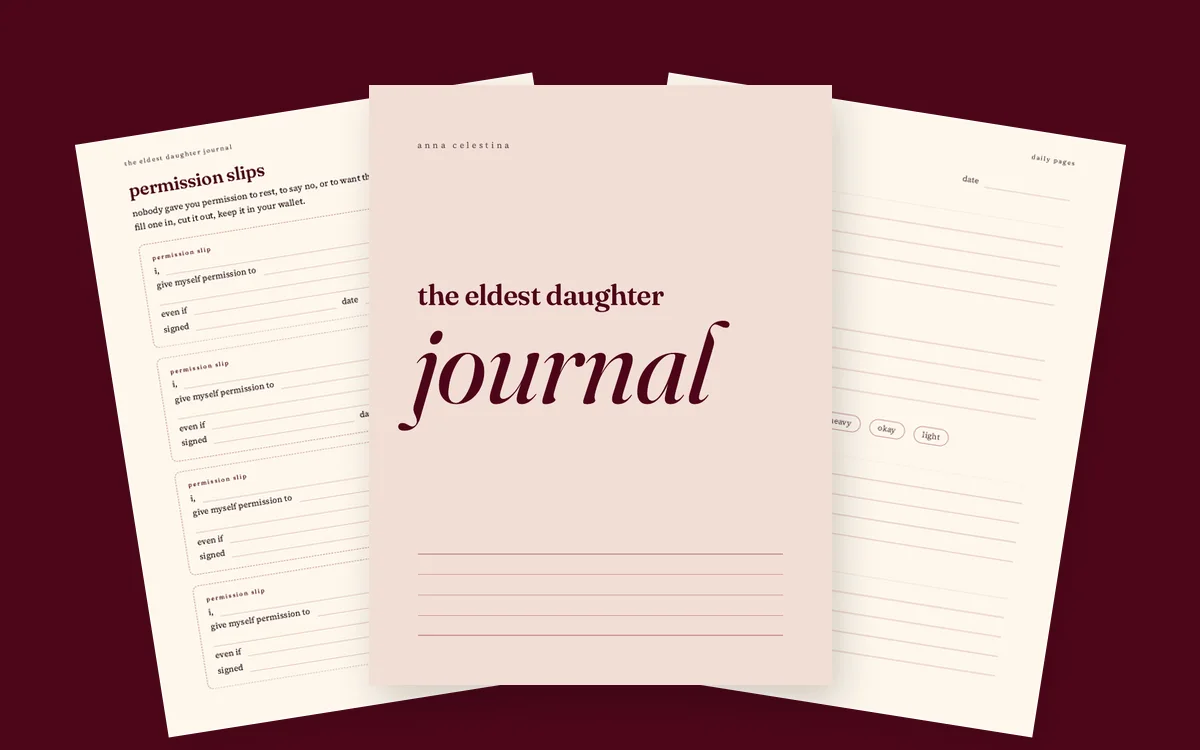 the eldest daughter journal
permission slips
nobody gave you permission to rest, to say no, or to want
fill one in, cut it out, keep it in your wallet.
permission slip
i,
give myself permission to
even if
signed date
permission slip
i,
give myself permission to
even if
signed
permission slip
i,
give myself permission to
even if
signed
permission slip
i,
give myself permission to
even if
signed
anna celestina
the eldest daughter
journal
daily pages
date
okay light